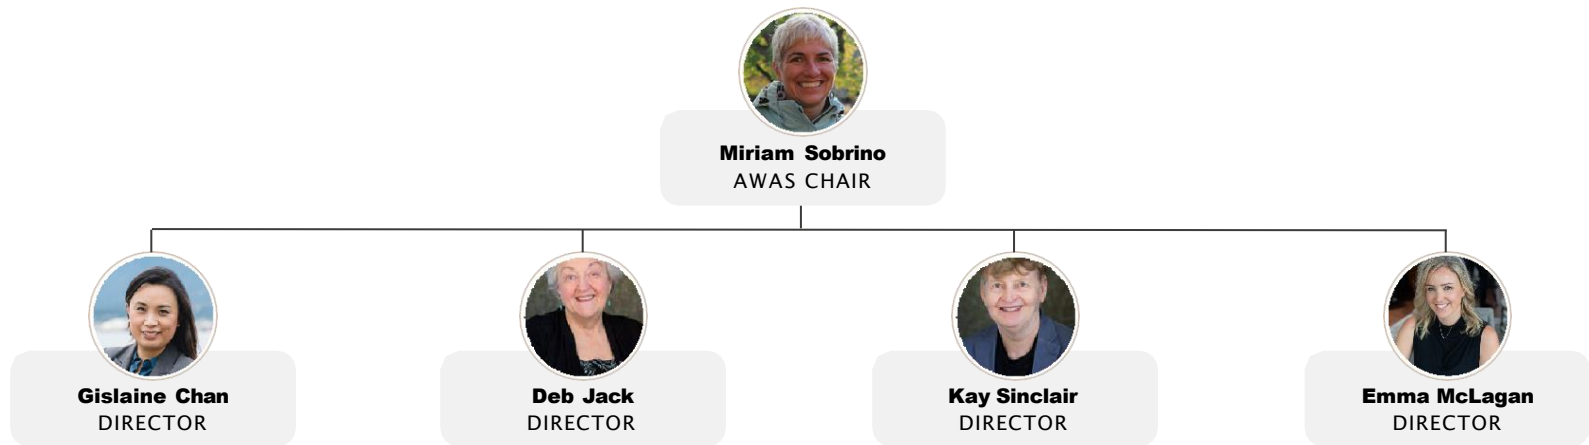 Miriam Sobrino
AWAS CHAIR
Gislaine Chan
DIRECTOR
Deb Jack
DIRECTOR
Kay Sinclair
DIRECTOR
Emma McLagan
DIRECTOR